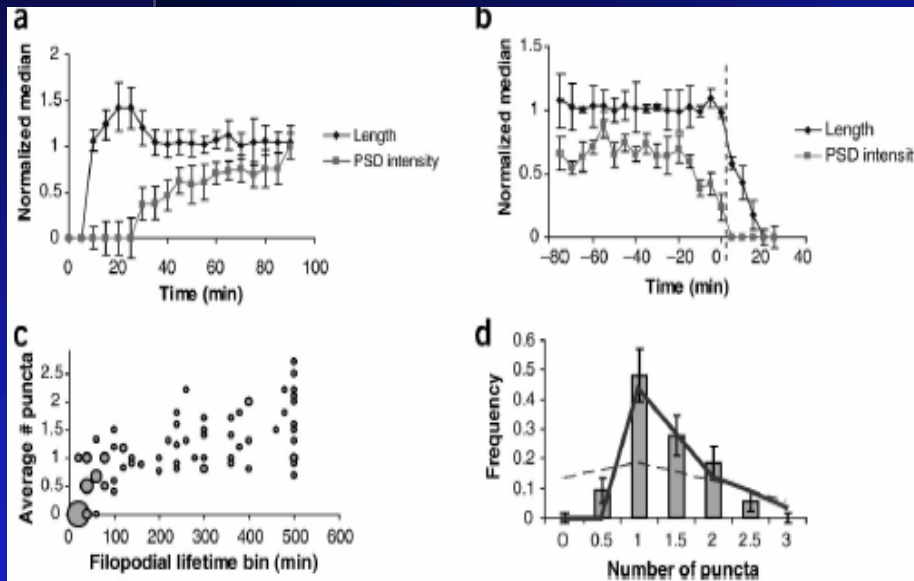 a
Normalized median
2
1.5
1
0.5
0
0 20 40 60 80 100
Time (min)
Length
PSD intensity
b
Normalized median
1.5
1.0
0.5
0
−80 −60 −40 −20 0 20 40
Time (min)
Length
PSD intensit
c
Average # puncta
2.5
2
1.5
1
0.5
0
0 100 200 300 400 500 600
Filopodial lifetime bin (min)
d
Frequency
0.6
0.5
0.4
0.3
0.2
0.1
0
0 0.5 1 1.5 2 2.5 3
Number of puncta